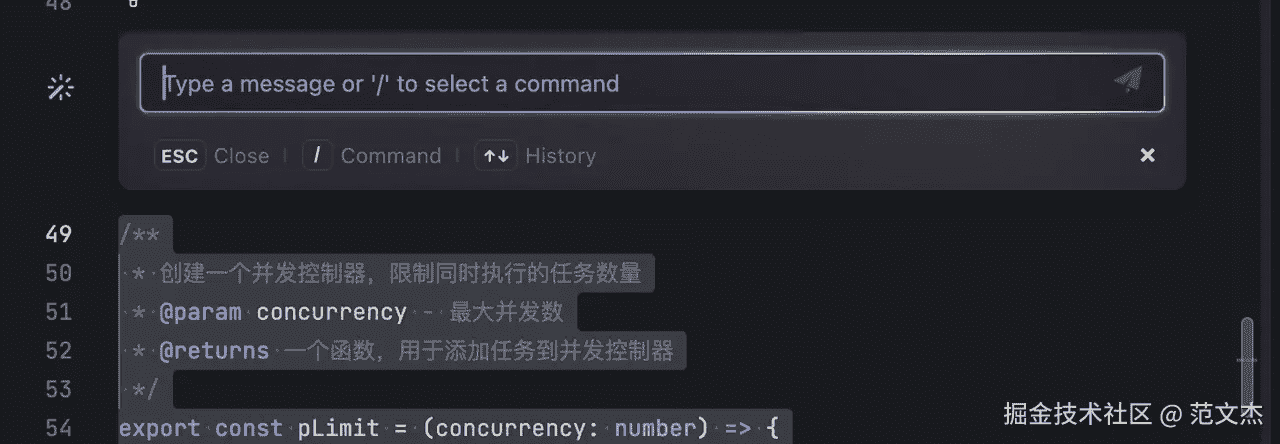 48
Type a message or '/' to select a command
ESC Close / Command ↑↓ History ×
49 /**
50 * 创建一个并发控制器，限制同时执行的任务数量
51 * @param concurrency - 最大并发数
52 * @returns 一个函数，用于添加任务到并发控制器
53 */
54 export const pLimit = (concurrency: number) => {
掘金技术社区 @ 范文杰